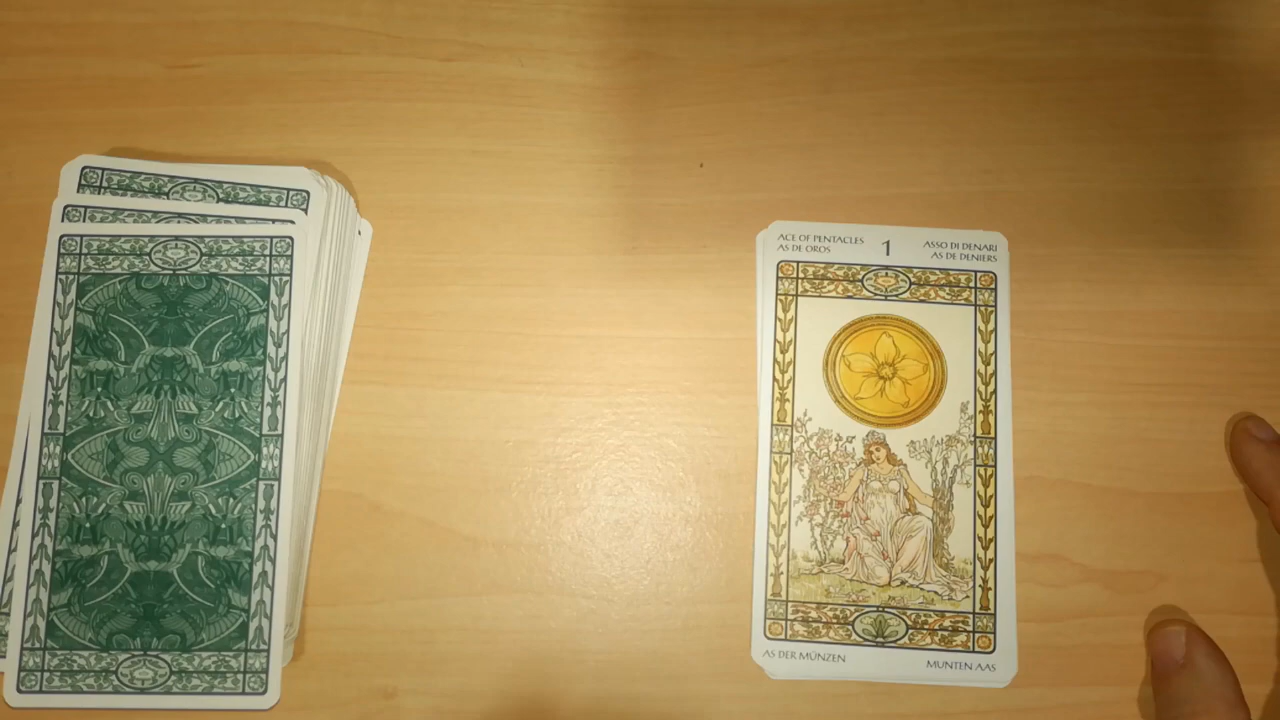 ACE OF PENTACLES
AS DE OROS
1
ASSO DI DENARI
AS DE DENIERS
AS DER MÜNZEN
MUNTEN AAS